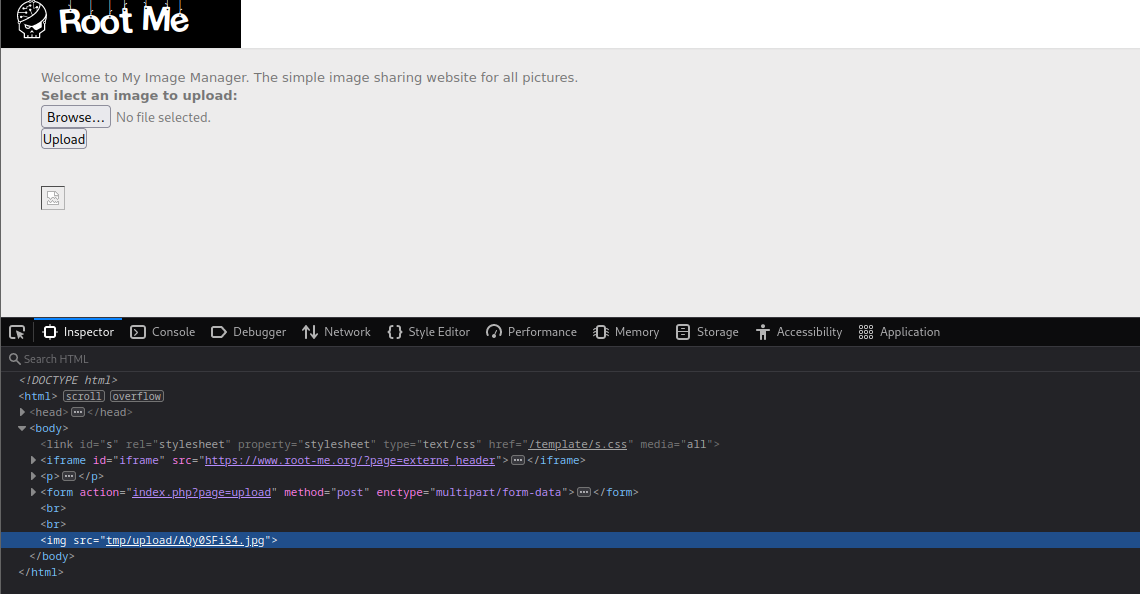 Root Me
Welcome to My Image Manager. The simple image sharing website for all pictures.
Select an image to upload:
Browse... No file selected.
Upload
Inspector Console Debugger Network Style Editor Performance Memory Storage Accessibility Application
Search HTML
<!DOCTYPE html>
<html> scroll overflow
<head> ... </head>
<body>
<link id="s" rel="stylesheet" property="stylesheet" type="text/css" href="/template/s.css" media="all">
<iframe id="iframe" src="https://www.root-me.org/?page=externe_header"> ... </iframe>
<p> ... </p>
<form action="index.php?page=upload" method="post" enctype="multipart/form-data"> ... </form>
<br>
<br>
<img src="tmp/upload/AQy0SFiS4.jpg">
</body>
</html>